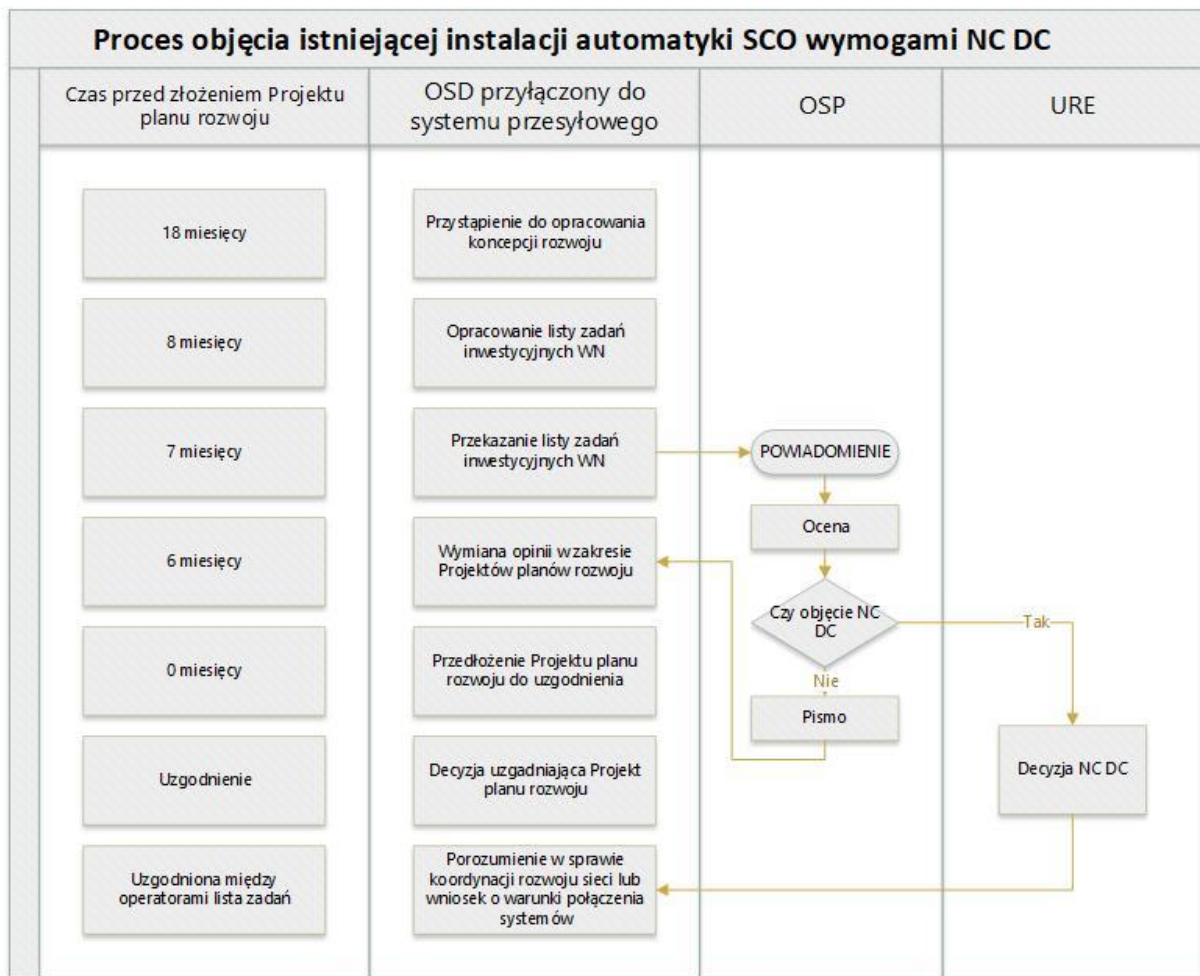 Proces objęcia istniejącej instalacji automatyki SCO wymogami NC DC
Czas przed złożeniem Projektu
planu rozwoju
OSD przyłączony do
systemu przesyłowego
OSP
URE
18 miesięcy
Przystąpienie do opracowania
koncepcji rozwoju
8 miesięcy
Opracowanie listy zadań
inwestycyjnych WN
7 miesięcy
Przekazanie listy zadań
inwestycyjnych WN
POWIADOMIENIE
Ocena
6 miesięcy
Wymiana opinii w zakresie
Projektów planów rozwoju
Czy objęcie NC
DC
Tak
Nie
0 miesięcy
Przedłożenie Projektu planu
rozwoju do uzgodnienia
Pismo
Uzgodnienie
Decyzja uzgadniająca Projekt
planu rozwoju
Decyzja NC DC
Uzgodniona między
operatorami lista zadań
Porozumienie w sprawie
koordynacji rozwoju sieci lub
wniosek o warunki połączenia
systemów